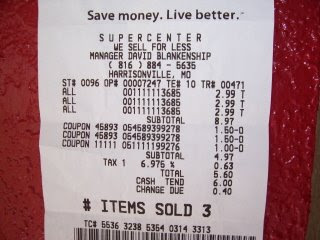 Save money. Live better.
SUPERCENTER
WE SELL FOR LESS
MANAGER DAVID BLANKENSHIP
( 816 ) 884 - 5635
HARRISONVILLE, MO
ST# 0096 OP# 00007247 TE# 10 TR# 00471
ALL 001111113685 2.99 T
ALL 001111113685 2.99 T
ALL 001111113685 2.99 T
SUBTOTAL 8.97
COUPON 45893 054589399278 1.50-O
COUPON 45893 054589399278 1.50-O
COUPON 11111 051111199276 1.00-O
SUBTOTAL 4.97
TAX 1 6.975 % 0.63
TOTAL 5.60
CASH TEND 6.00
CHANGE DUE 0.40
# ITEMS SOLD 3
TC# 5536 3238 5354 0314 3313